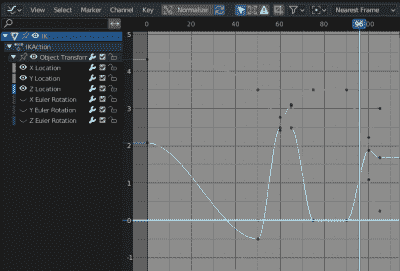 View Select Marker Channel Key Normalize Nearest Frame
IK
IKAction
Object Transform
X Location
Y Location
Z Location
X Euler Rotation
Y Euler Rotation
Z Euler Rotation
0 20 40 60 80 96 100
5
4
3
2
1
0
-1